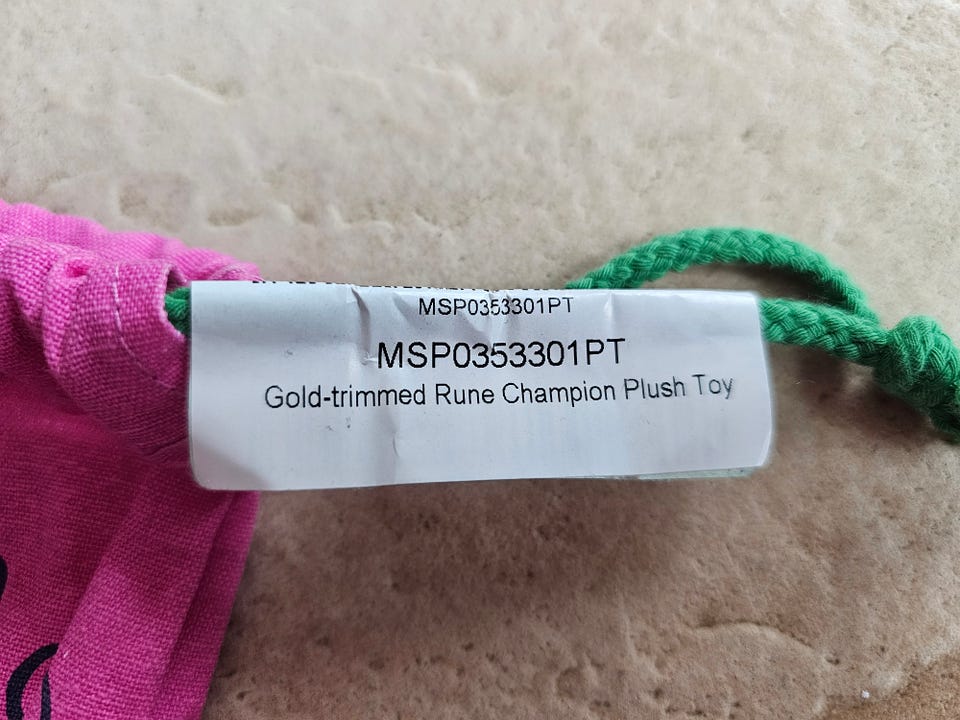 MSP0353301PT
MSP0353301PT
Gold-trimmed Rune Champion Plush Toy